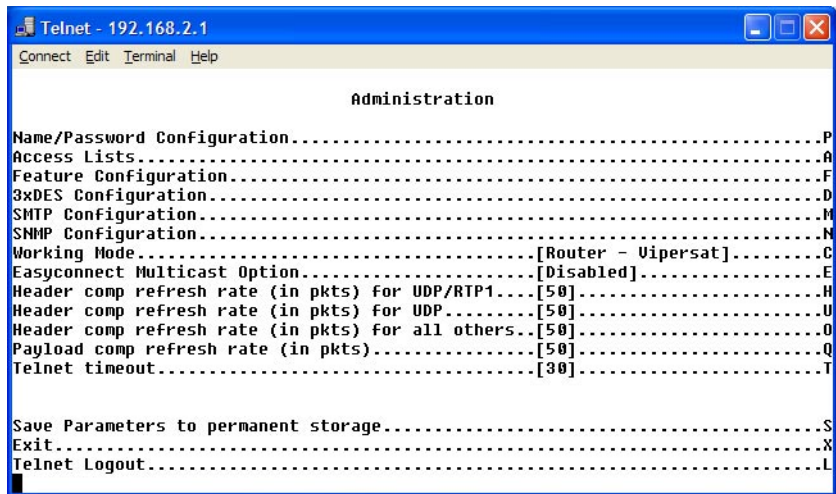 Telnet - 192.168.2.1
Connect Edit Terminal Help
Administration
Name/Password Configuration.........................................................P
Access Lists........................................................................A
Feature Configuration...............................................................F
3xDES Configuration.................................................................D
SMTP Configuration..................................................................M
SNMP Configuration..................................................................N
Working Mode...................................[Router - Vipersat].........C
Easyconnect Multicast Option......................[Disabled]................E
Header comp refresh rate (in pkts) for UDP/RTP1....[50].....................H
Header comp refresh rate (in pkts) for UDP.........[50].....................U
Header comp refresh rate (in pkts) for all others..[50].....................O
Payload comp refresh rate (in pkts)................[50].....................Q
Telnet timeout.....................................[30].....................T
Save Parameters to permanent storage................................................S
Exit................................................................................X
Telnet Logout.......................................................................L